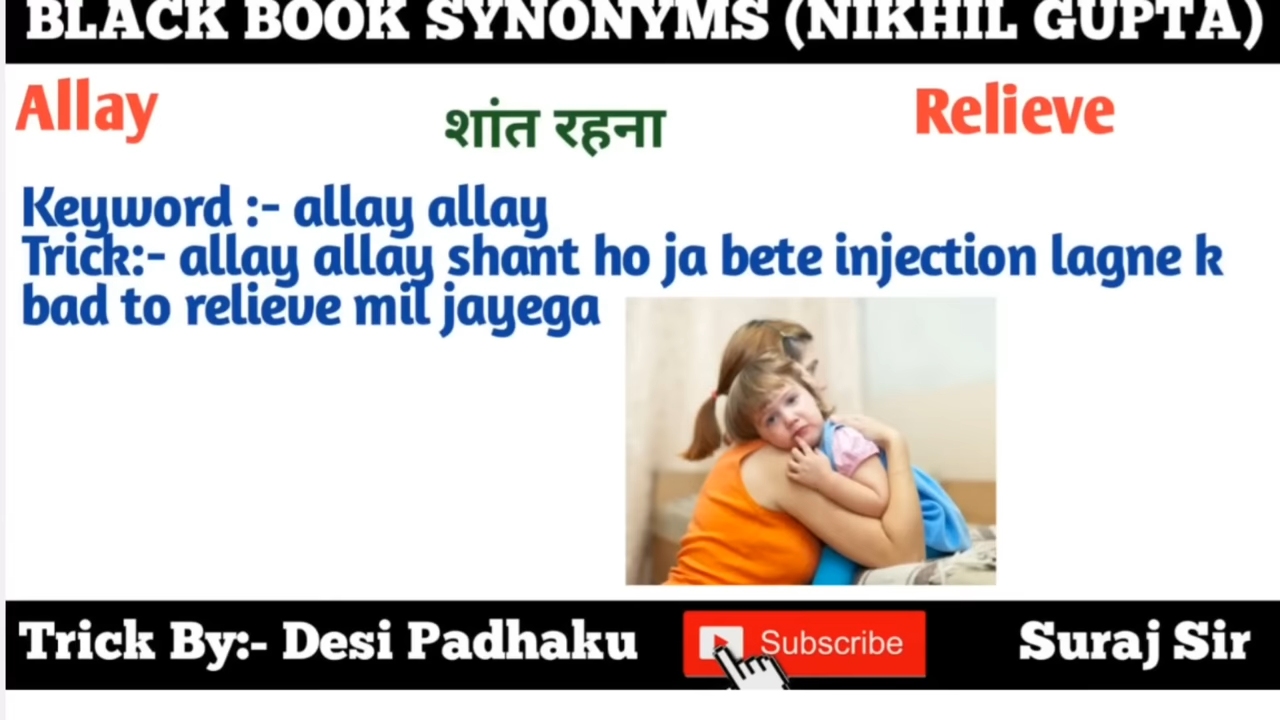 BLACK BOOK SYNONYMS (NIKHIL GUPTA)
Allay
शांत रहना
Relieve
Keyword :- allay allay
Trick:- allay allay shant ho ja bete injection lagne k
bad to relieve mil jayega
Trick By:- Desi Padhaku
Subscribe
Suraj Sir